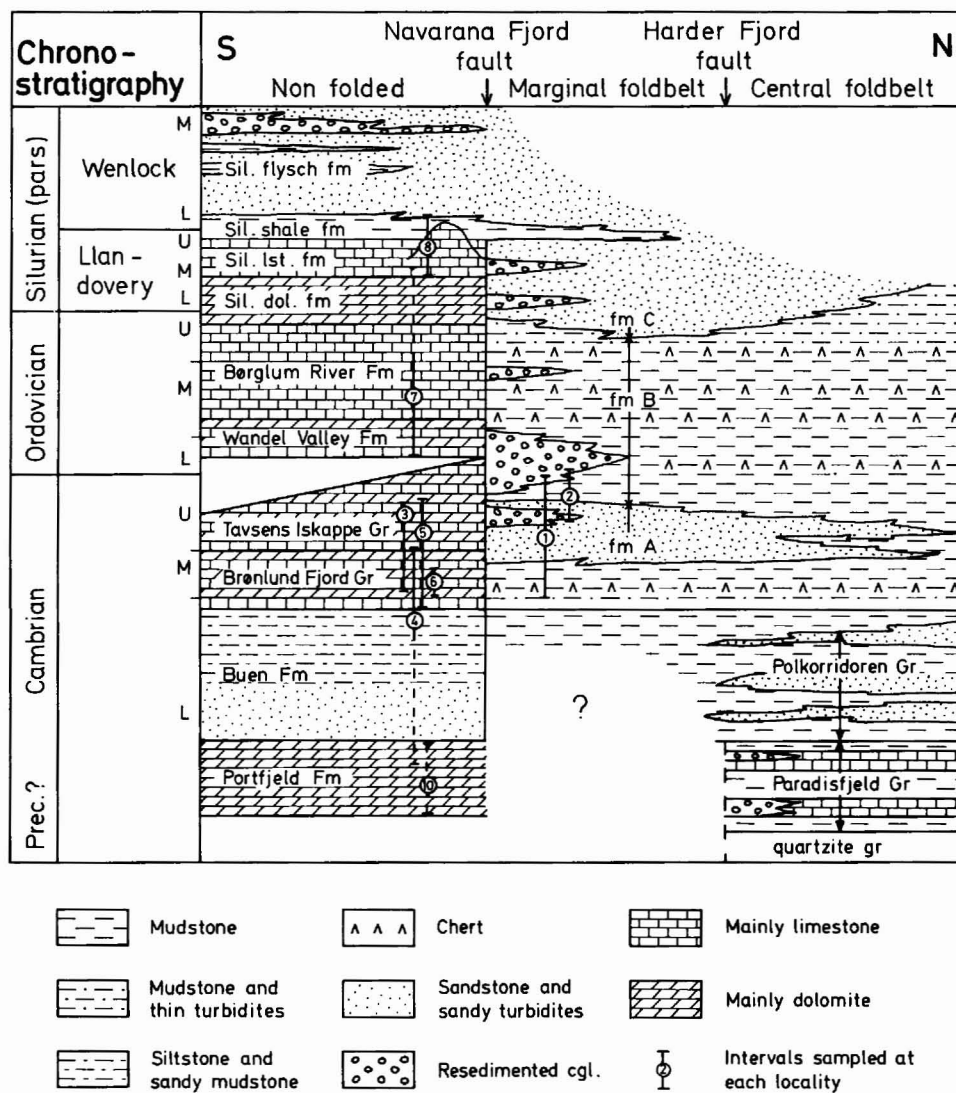 Chrono-
stratigraphy
S
Navarana Fjord
fault
Harder Fjord
fault
N
Non folded
Marginal foldbelt
Central foldbelt
Silurian (pars)
Wenlock
M
L
Llan-
dovery
U
M
L
Ordovician
U
M
L
Cambrian
U
M
L
Prec.?
Sil. flysch fm
Sil. shale fm
8
Sil. lst. fm
Sil. dol. fm
Børglum River Fm
7
Wandel Valley Fm
3
5
Tavsens Iskappe Gr
Brønlund Fjord Gr
6
4
Buen Fm
Portfjeld Fm
10
fm C
fm B
2
1
fm A
?
Polkorridoren Gr
Paradisfjeld Gr
quartzite gr
Mudstone
Chert
Mainly limestone
Mudstone and
thin turbidites
Sandstone and
sandy turbidites
Mainly dolomite
Siltstone and
sandy mudstone
Resedimented cgl.
2
Intervals sampled at
each locality